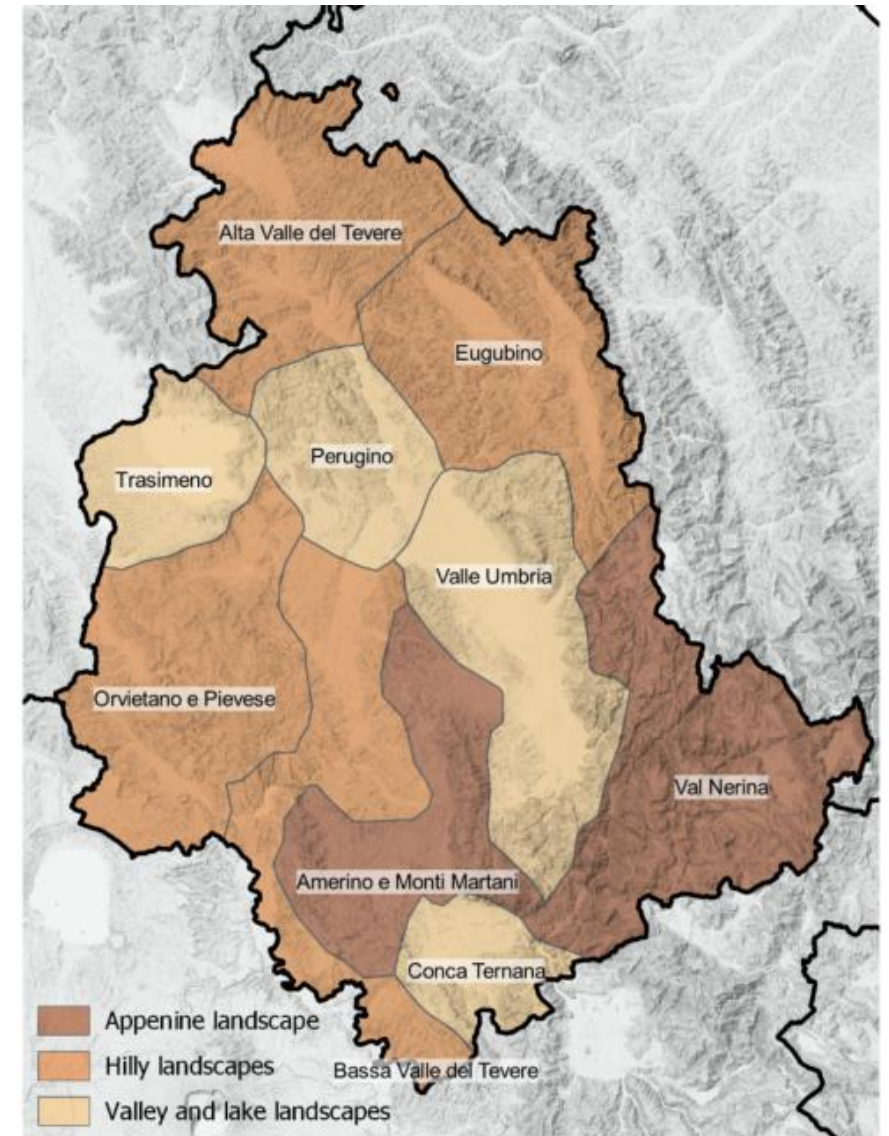 Alta Valle del Tevere
Eugubino
Perugino
Trasimeno
Valle Umbria
Orvietano e Pievese
Val Nerina
Amerino e Monti Martani
Conca Ternana
Bassa Valle del Tevere
Appenine landscape
Hilly landscapes
Valley and lake landscapes